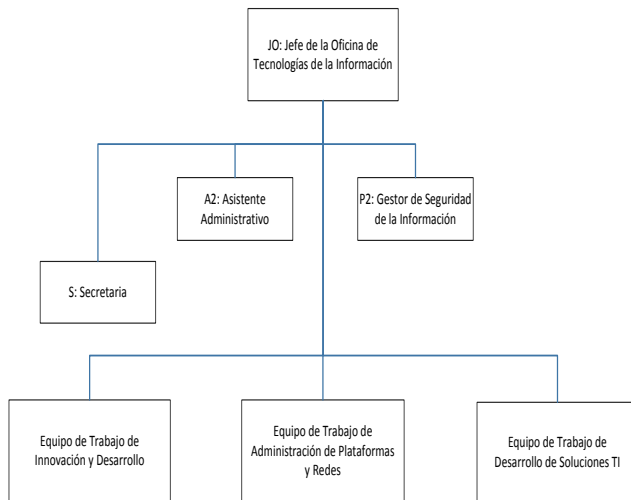 JO: Jefe de la Oficina de
Tecnologías de la Información
A2: Asistente
Administrativo
P2: Gestor de Seguridad
de la Información
S: Secretaria
Equipo de Trabajo de
Innovación y Desarrollo
Equipo de Trabajo de
Administración de Plataformas
y Redes
Equipo de Trabajo de
Desarrollo de Soluciones TI